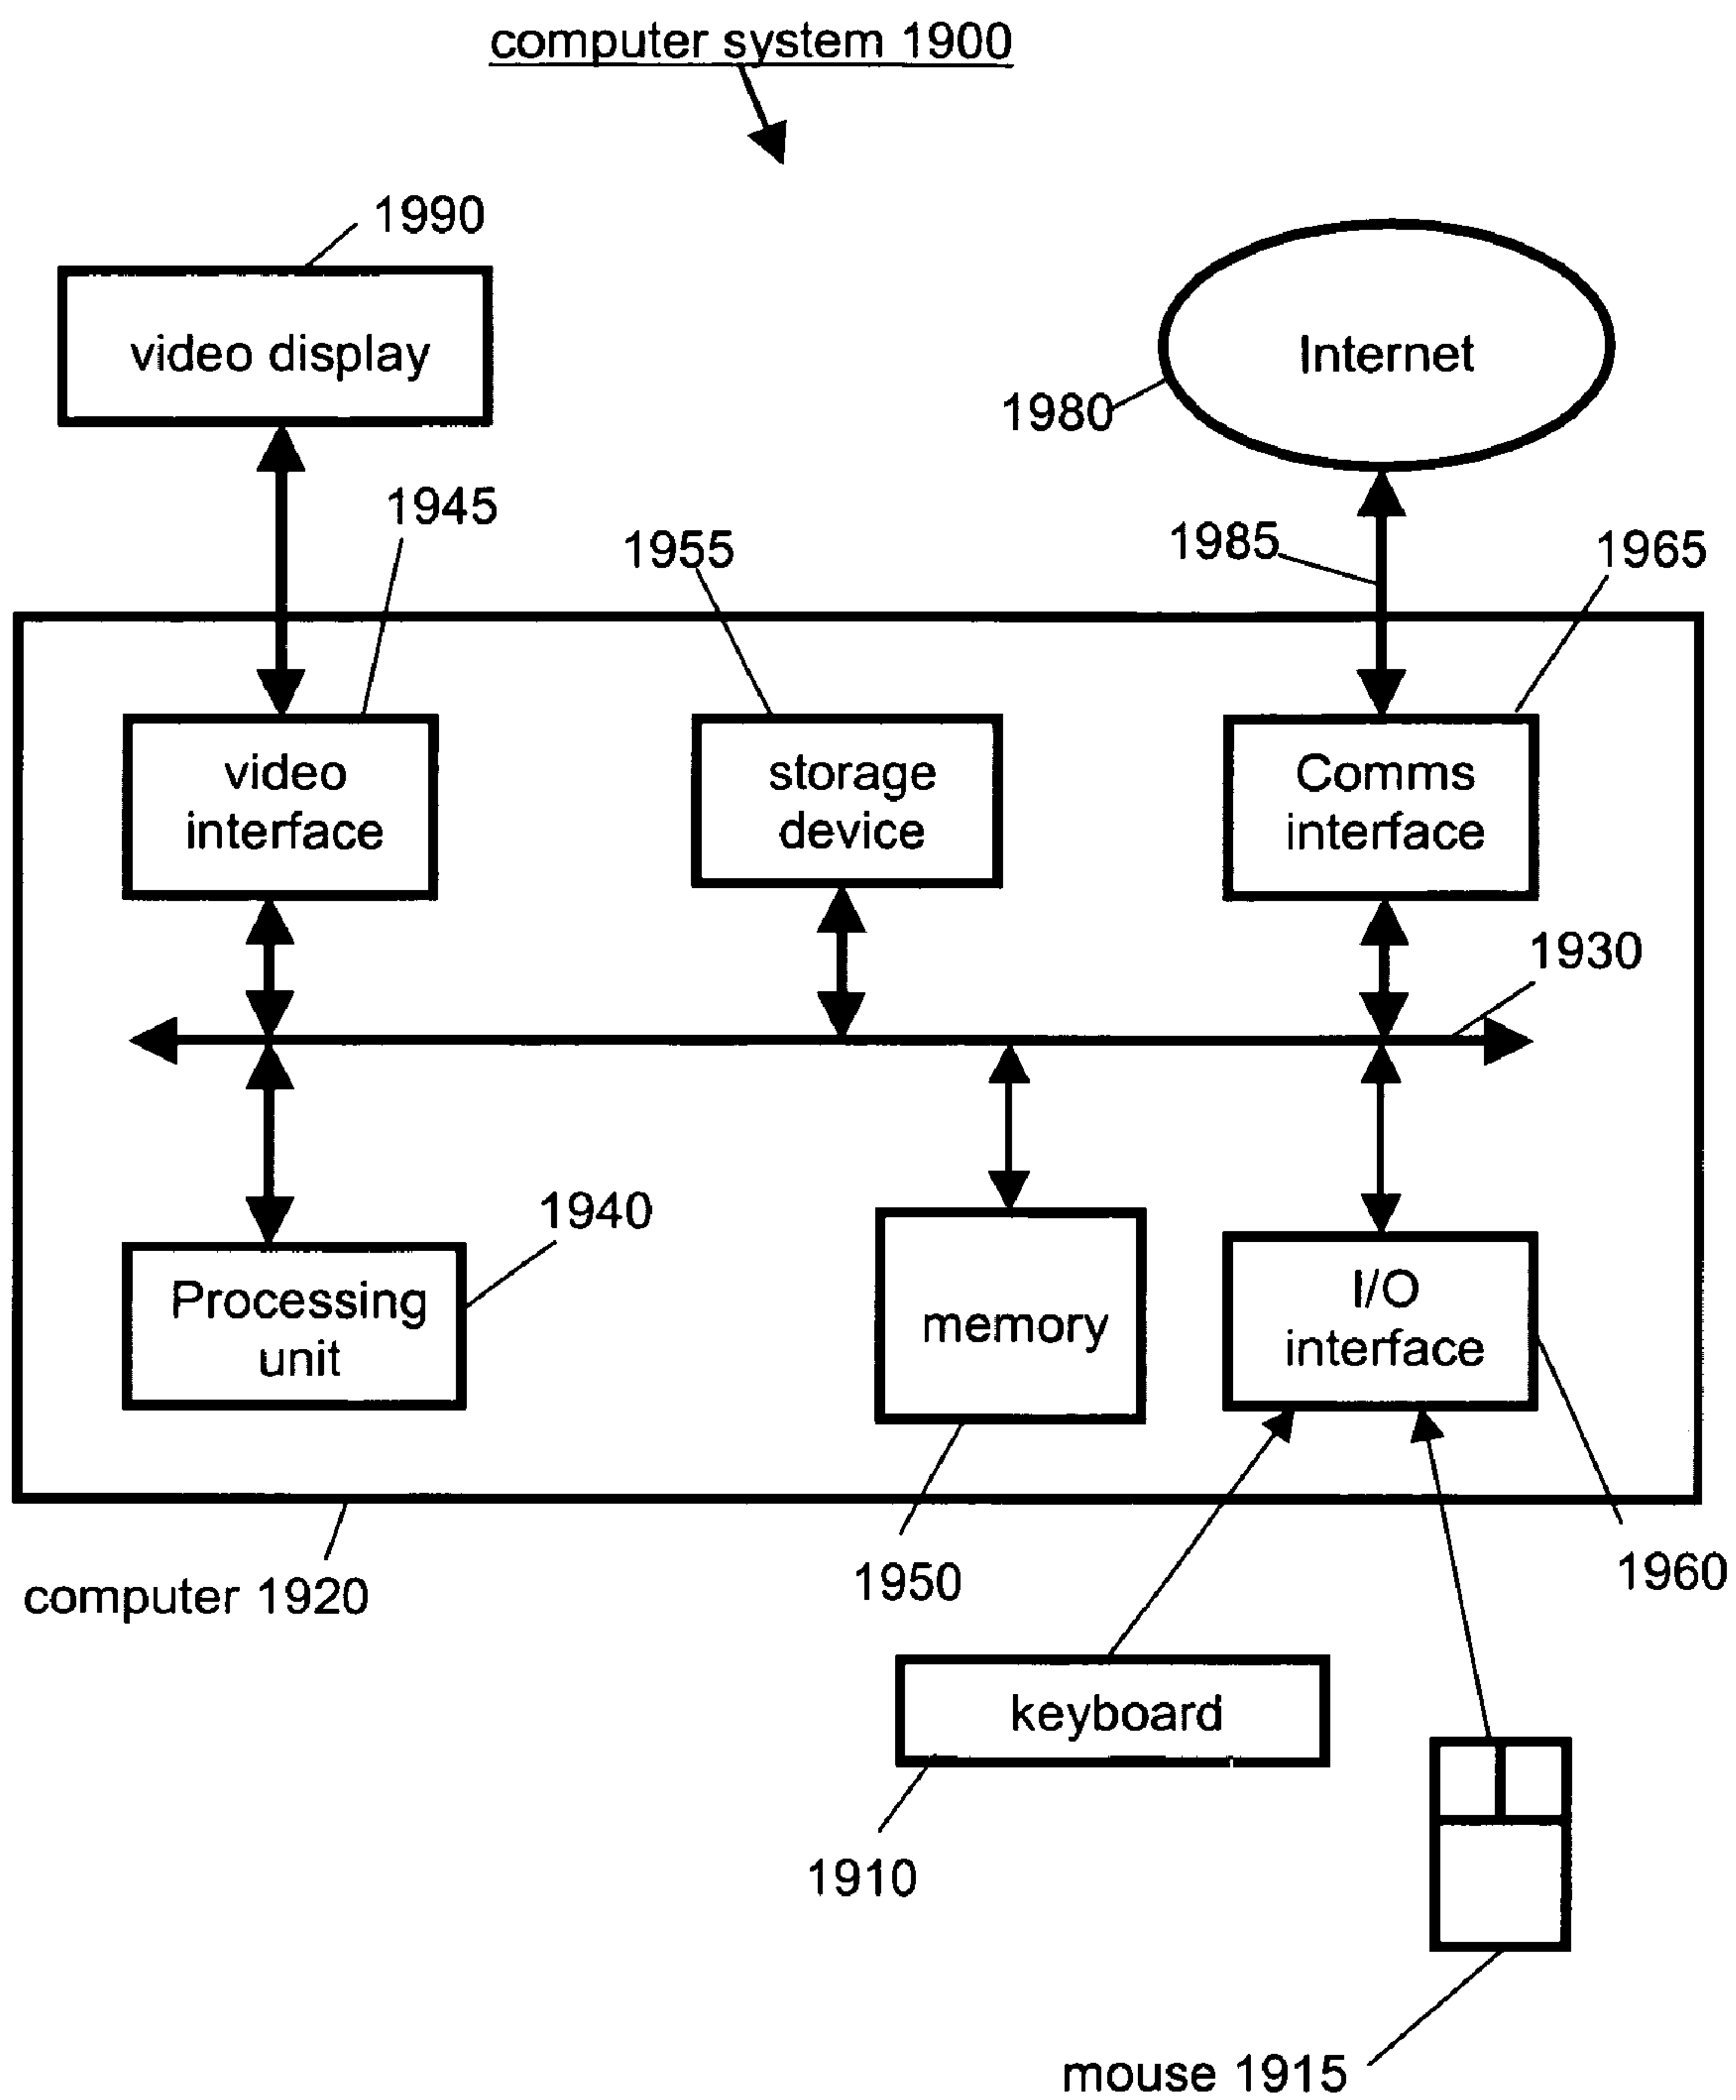 computer system 1900
1990
video display
Internet
1980
1945
1955
1985
1965
video
interface
storage
device
Comms
interface
1930
1940
Processing
unit
memory
I/O
interface
computer 1920
1950
1960
keyboard
1910
mouse 1915